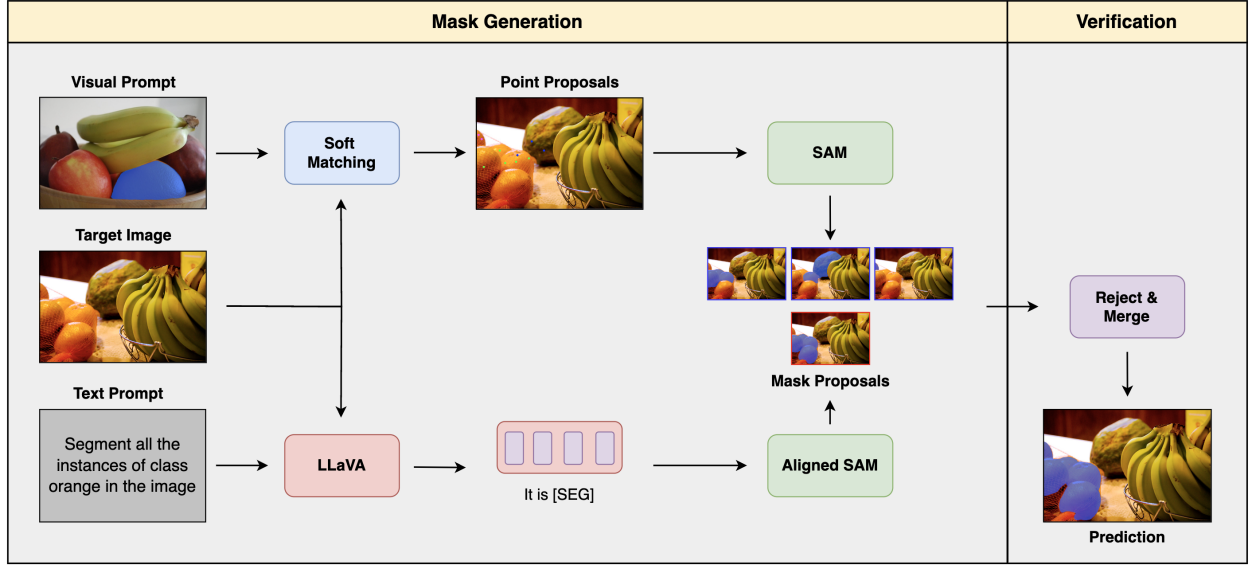 Mask Generation
Verification
Visual Prompt
Point Proposals
Soft
Matching
SAM
Target Image
Reject &
Merge
Mask Proposals
Text Prompt
Segment all the
instances of class
orange in the image
LLaVA
It is [SEG]
Aligned SAM
Prediction